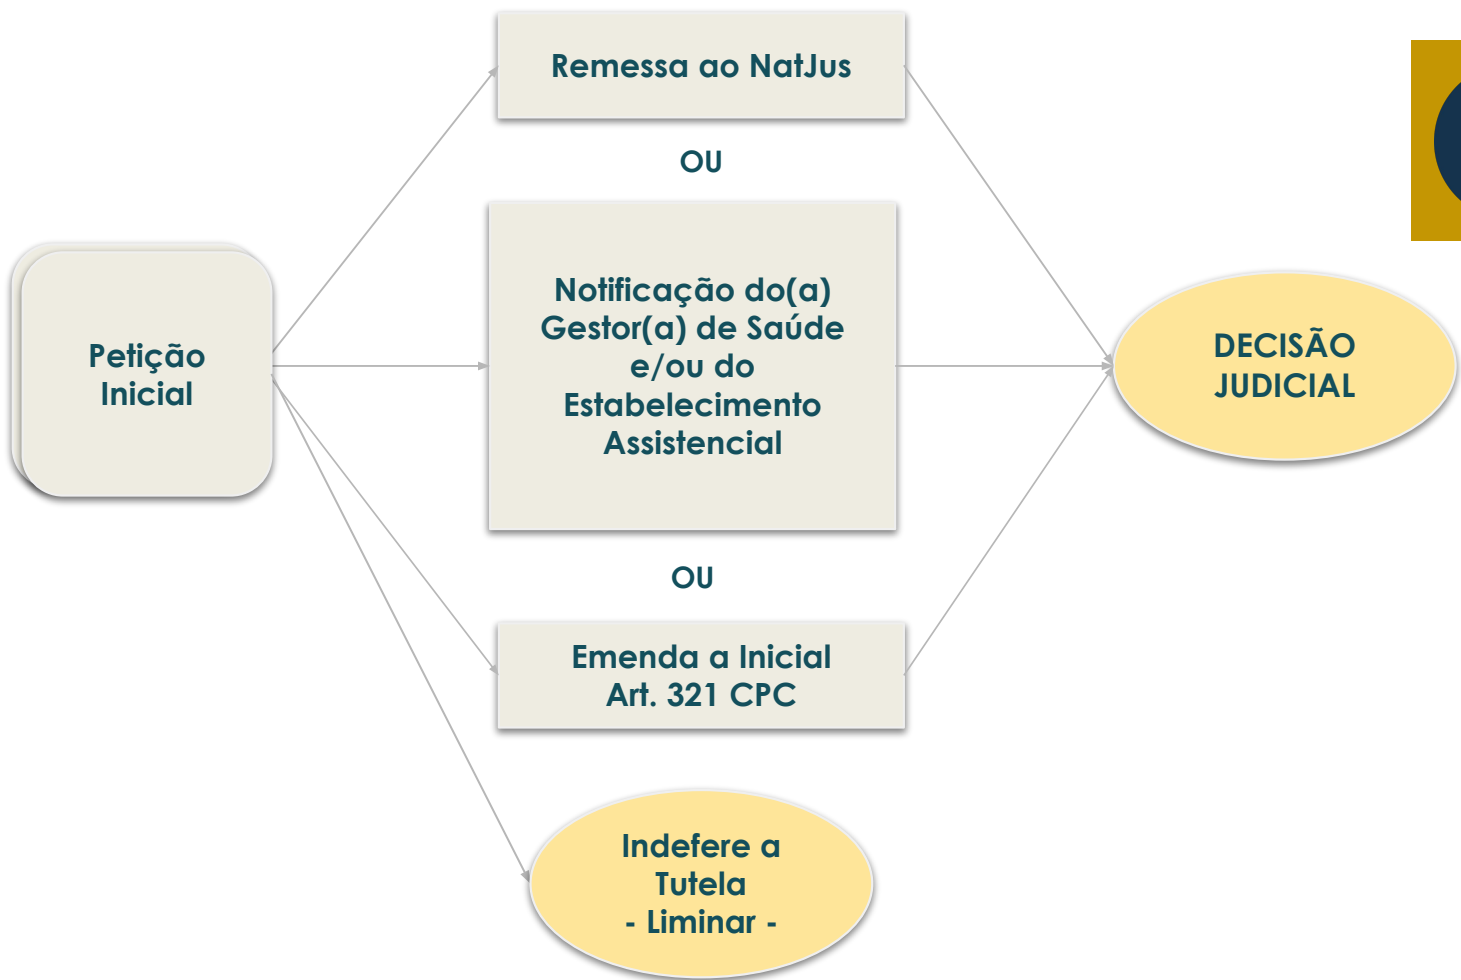 Remessa ao NatJus
OU
Petição
Inicial
Notificação do(a)
Gestor(a) de Saúde
e/ou do
Estabelecimento
Assistencial
DECISÃO
JUDICIAL
OU
Emenda a Inicial
Art. 321 CPC
Indefere a
Tutela
- Liminar -